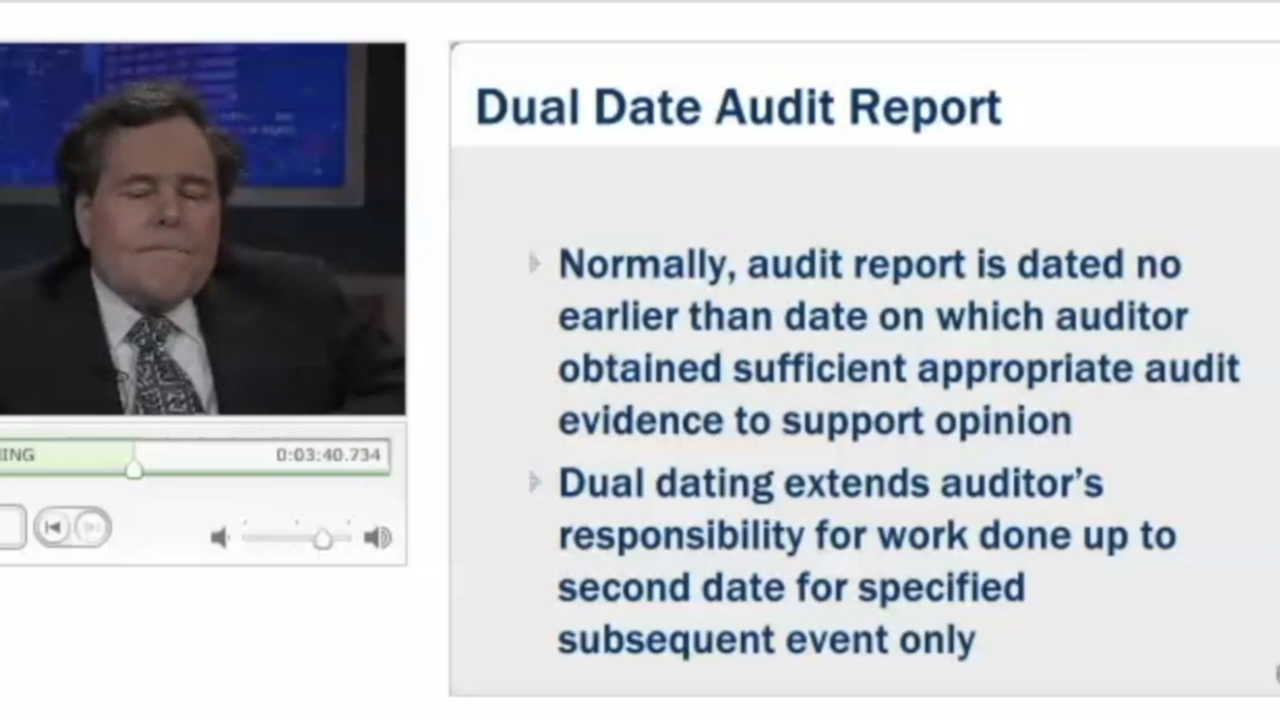 Dual Date Audit Report
Normally, audit report is dated no
earlier than date on which auditor
obtained sufficient appropriate audit
evidence to support opinion
Dual dating extends auditor's
responsibility for work done up to
second date for specified
subsequent event only
ING 0:03:40.734